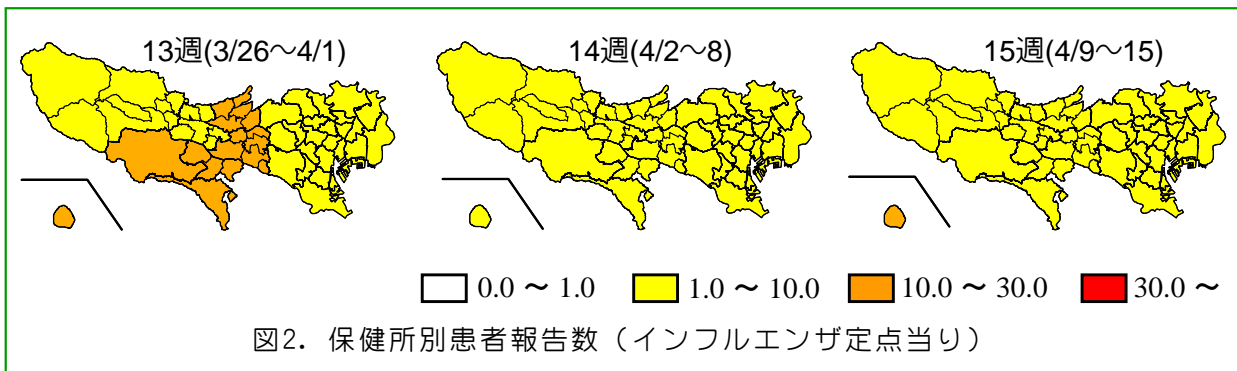 13週(3/26～4/1)
14週(4/2～8)
15週(4/9～15)
0.0 ～ 1.0
1.0 ～ 10.0
10.0 ～ 30.0
30.0 ～
図2. 保健所別患者報告数（インフルエンザ定点当り）